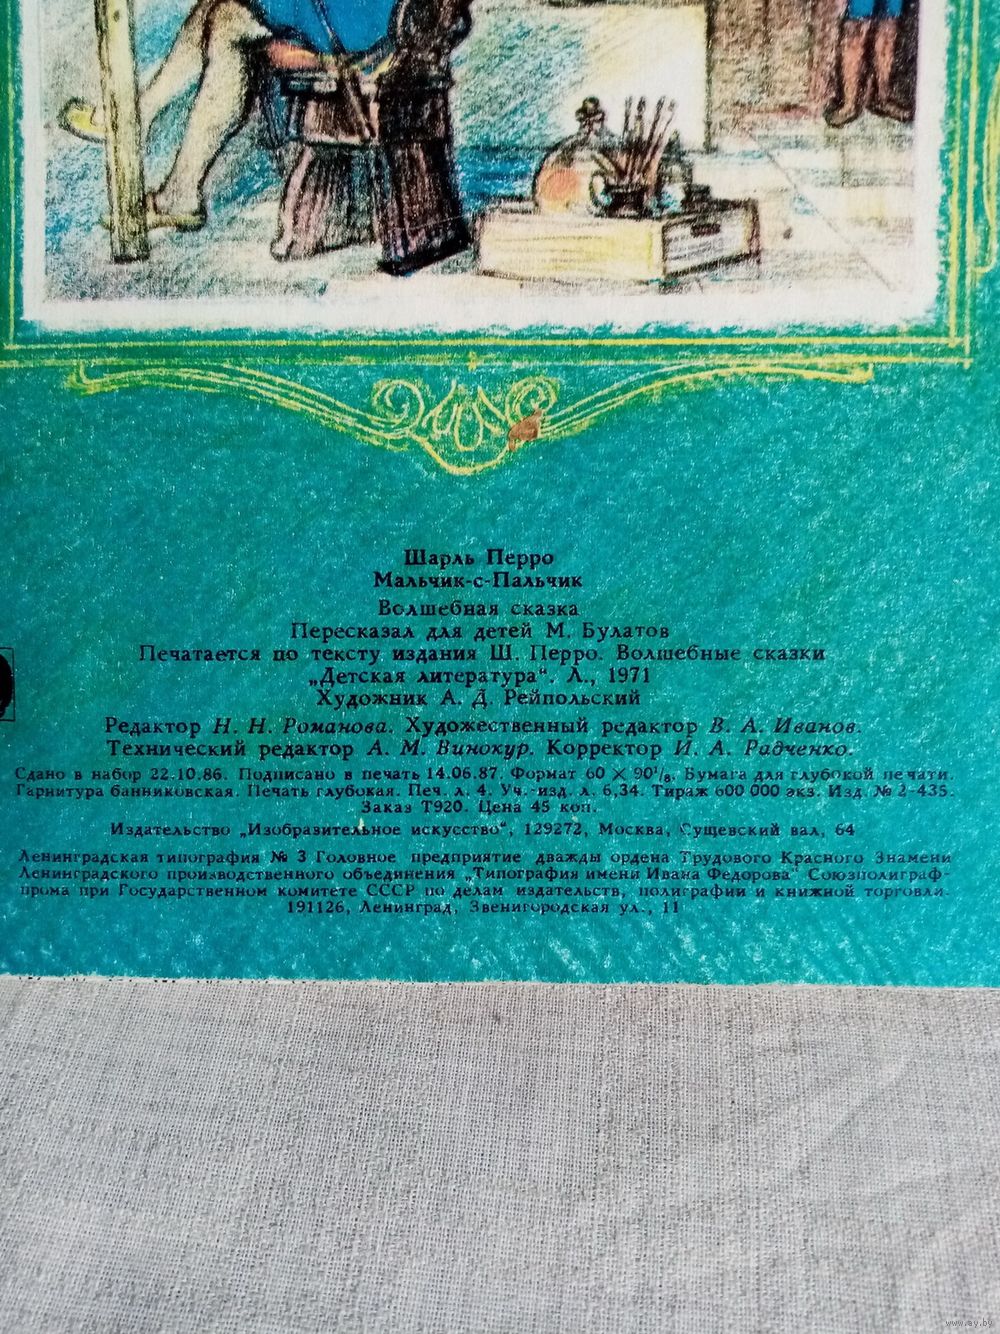 Шарль Перро
Мальчик-с-Пальчик
Волшебная сказка
Пересказал для детей М. Булатов
Печатается по тексту издания Ш. Перро. Волшебные сказки
„Детская литература“. Л., 1971
Художник А. Д. Рейпольский
Редактор Н. Н. Романова. Художественный редактор В. А. Иванов.
Технический редактор А. М. Винокур. Корректор И. А. Радченко.
Сдано в набор 22.10.86. Подписано в печать 14.06.87. Формат 60 × 90¹/₈. Бумага для глубокой печати.
Гарнитура банниковская. Печать глубокая. Печ. л. 4. Уч.-изд. л. 6,34. Тираж 600 000 экз. Изд. № 2-435.
Заказ Т920. Цена 45 коп.
Издательство „Изобразительное искусство“, 129272, Москва, Сущевский вал, 64
Ленинградская типография № 3 Головное предприятие дважды ордена Трудового Красного Знамени
Ленинградского производственного объединения „Типография имени Ивана Федорова“ Союзполиграф-
прома при Государственном комитете СССР по делам издательств, полиграфии и книжной торговли.
191126, Ленинград, Звенигородская ул., 11
www.ay.by